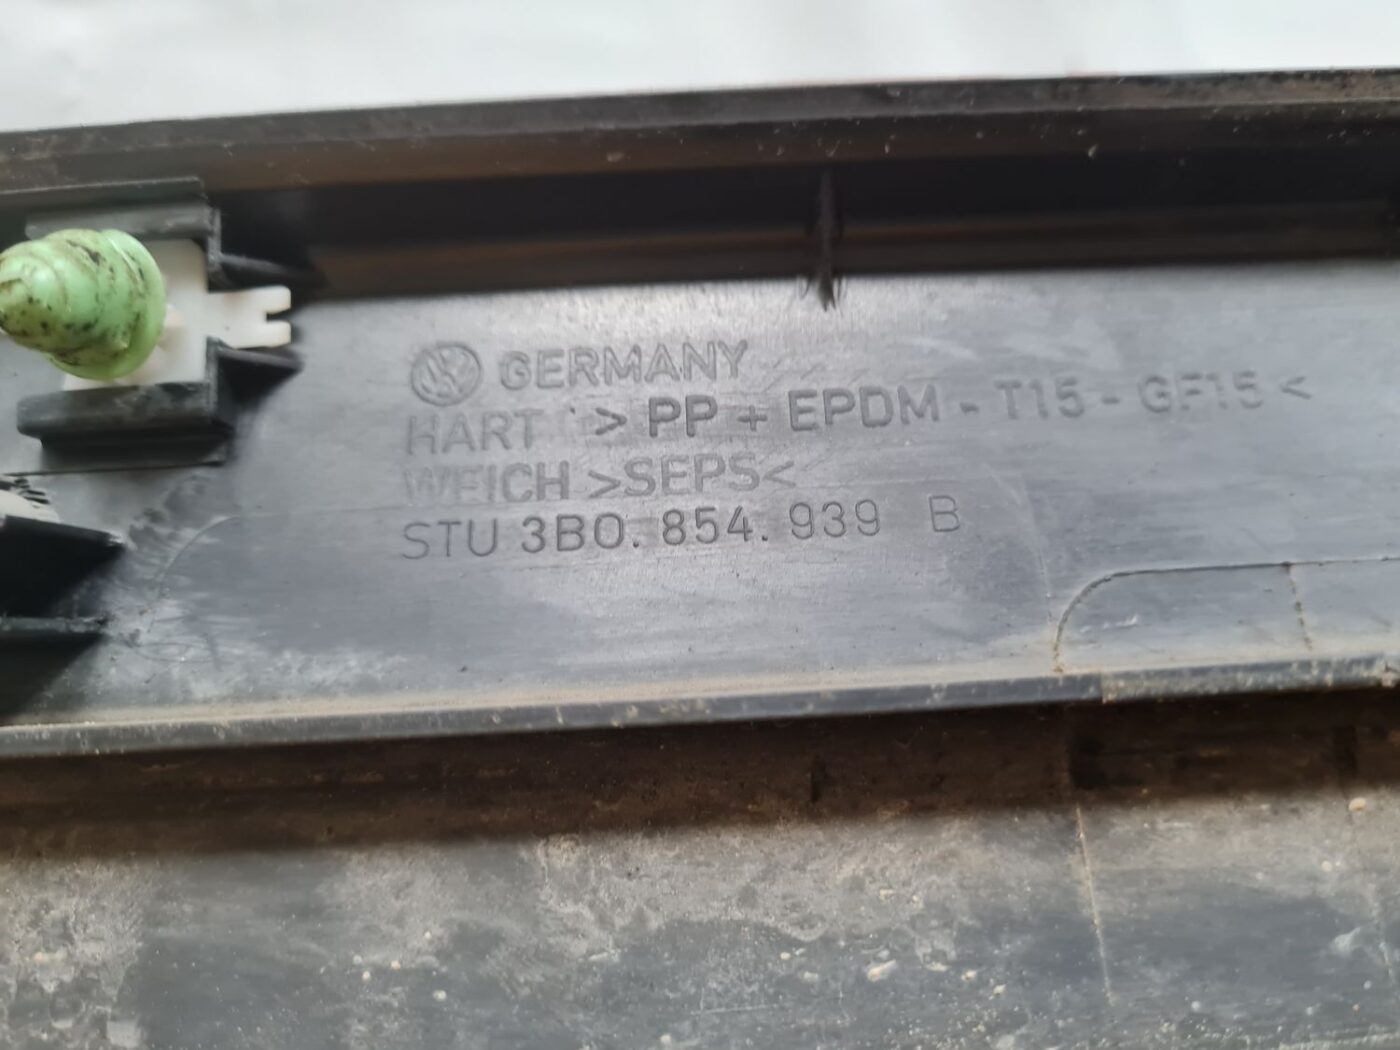 GERMANY
HART >PP + EPDM - T15 - GF15<
WEICH >SEPS<
STU 3B0. 854. 939 B